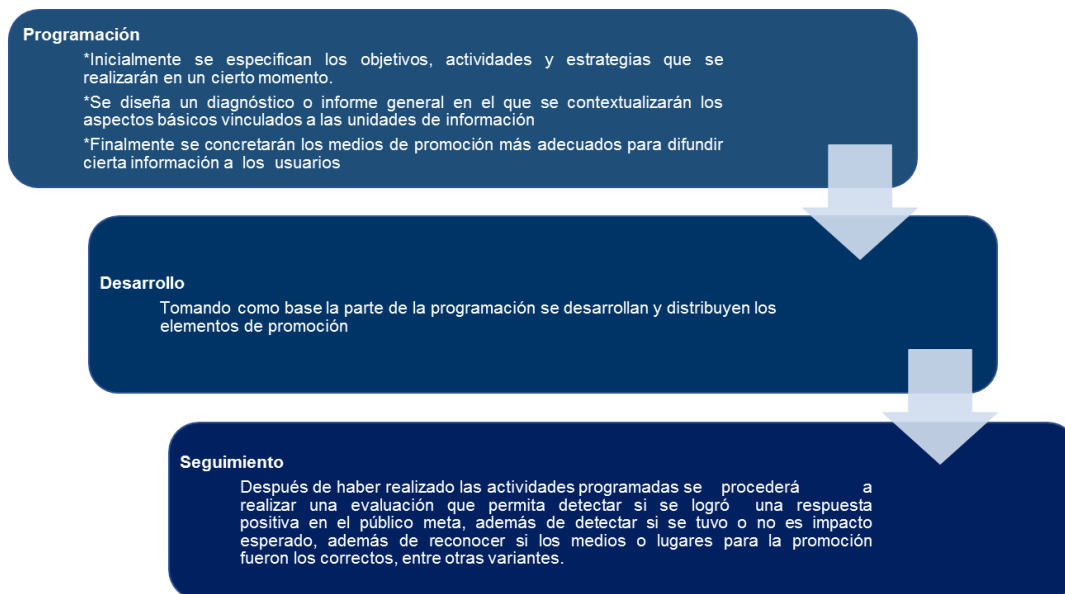 Programación
*Inicialmente se especifican los objetivos, actividades y estrategias que se
realizarán en un cierto momento.
*Se diseña un diagnóstico o informe general en el que se contextualizarán los
aspectos básicos vinculados a las unidades de información
*Finalmente se concretarán los medios de promoción más adecuados para difundir
cierta información a los usuarios
Desarrollo
Tomando como base la parte de la programación se desarrollan y distribuyen los
elementos de promoción
Seguimiento
Después de haber realizado las actividades programadas se procederá a
realizar una evaluación que permita detectar si se logró una respuesta
positiva en el público meta, además de detectar si se tuvo o no es impacto
esperado, además de reconocer si los medios o lugares para la promoción
fueron los correctos, entre otras variantes.